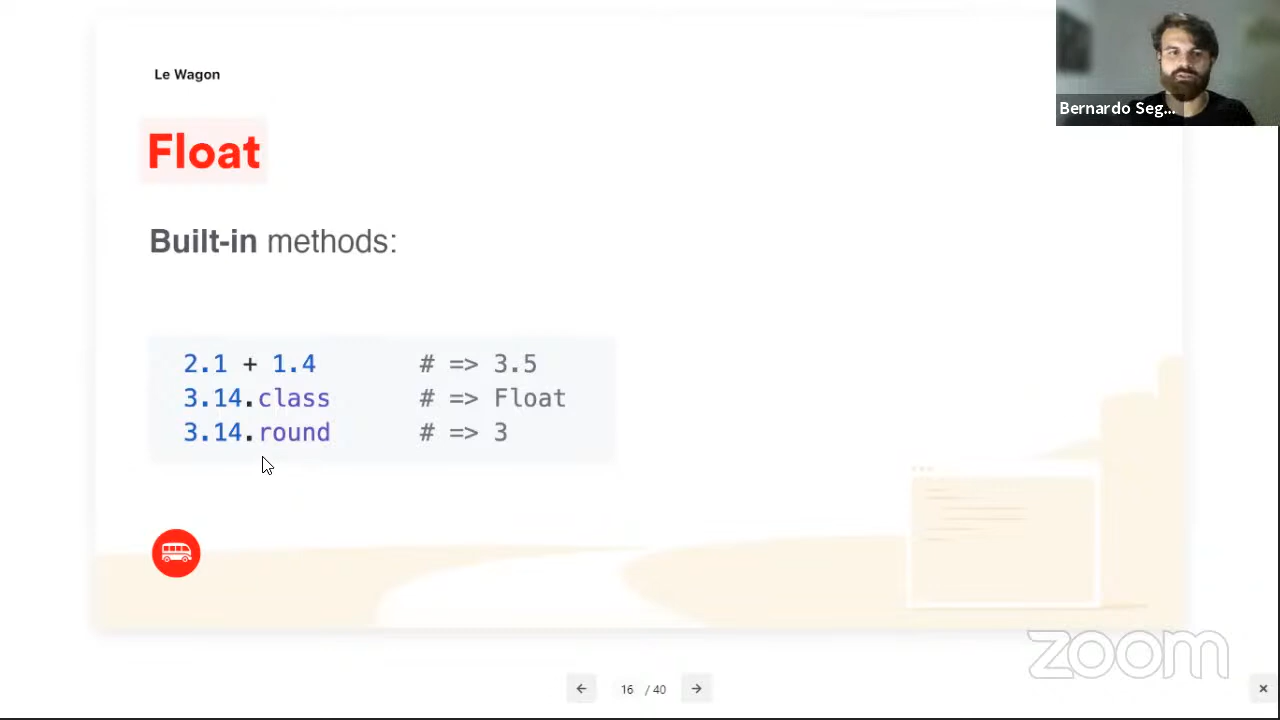 Le Wagon
Bernardo Seg...
Float
Built-in methods:
2.1 + 1.4 # => 3.5
3.14.class # => Float
3.14.round # => 3
zoom
16 / 40